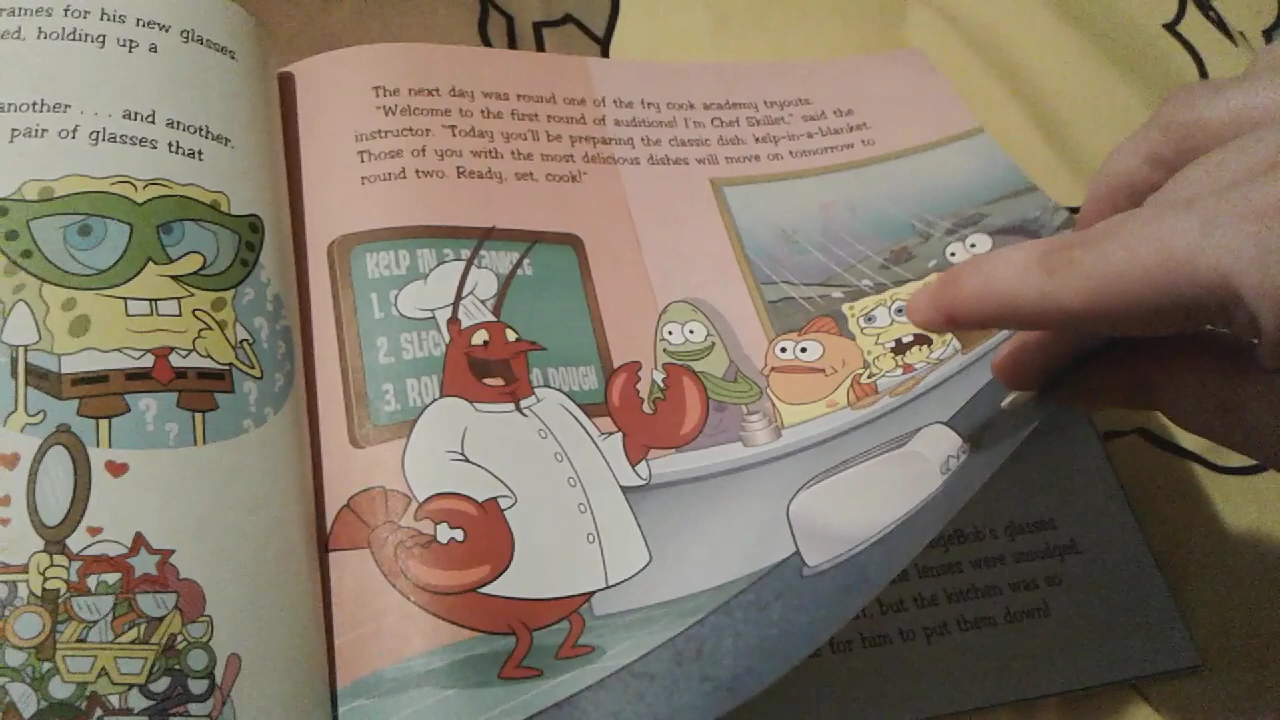 rames for his new glasses.
ed, holding up a
another . . . and another.
pair of glasses that
The next day was round one of the fry cook academy tryouts.
"Welcome to the first round of auditions! I'm Chef Skillet," said the
instructor. "Today you'll be preparing the classic dish: kelp-in-a-blanket.
Those of you with the most delicious dishes will move on tomorrow to
round two. Ready, set, cook!"
KELP IN A BLANKET
1. S
2. SLIC
3. ROL O DOUGH
ngeBob's glasses
e lenses were smudged.
, but the kitchen was so
for him to put them down!